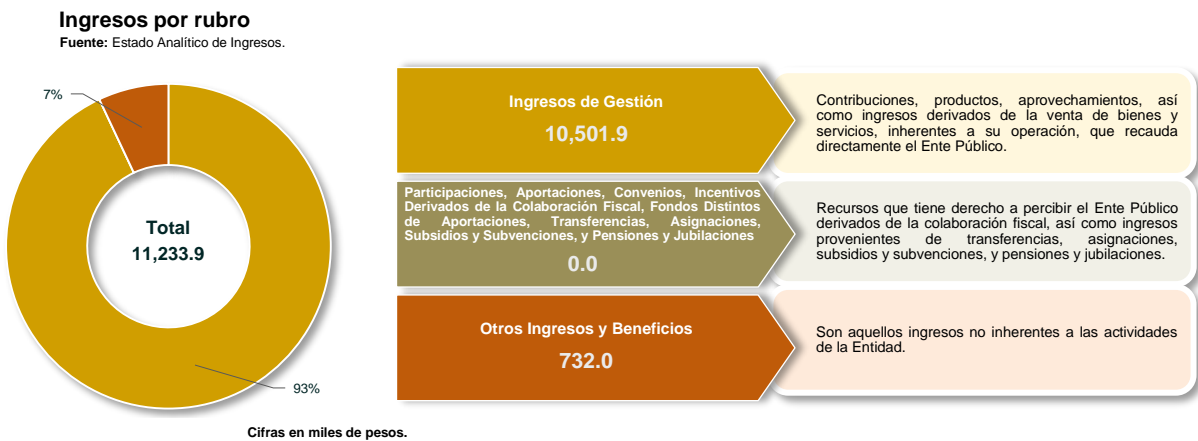 Ingresos por rubro
Fuente: Estado Analítico de Ingresos.
7%
Total
11,233.9
93%
Ingresos de Gestión
10,501.9
Contribuciones, productos, aprovechamientos, así
como ingresos derivados de la venta de bienes y
servicios, inherentes a su operación, que recauda
directamente el Ente Público.
Participaciones, Aportaciones, Convenios, Incentivos
Derivados de la Colaboración Fiscal, Fondos Distintos
de Aportaciones, Transferencias, Asignaciones,
Subsidios y Subvenciones, y Pensiones y Jubilaciones
0.0
Recursos que tiene derecho a percibir el Ente Público
derivados de la colaboración fiscal, así como ingresos
provenientes de transferencias, asignaciones,
subsidios y subvenciones, y pensiones y jubilaciones.
Otros Ingresos y Beneficios
732.0
Son aquellos ingresos no inherentes a las actividades
de la Entidad.
Cifras en miles de pesos.